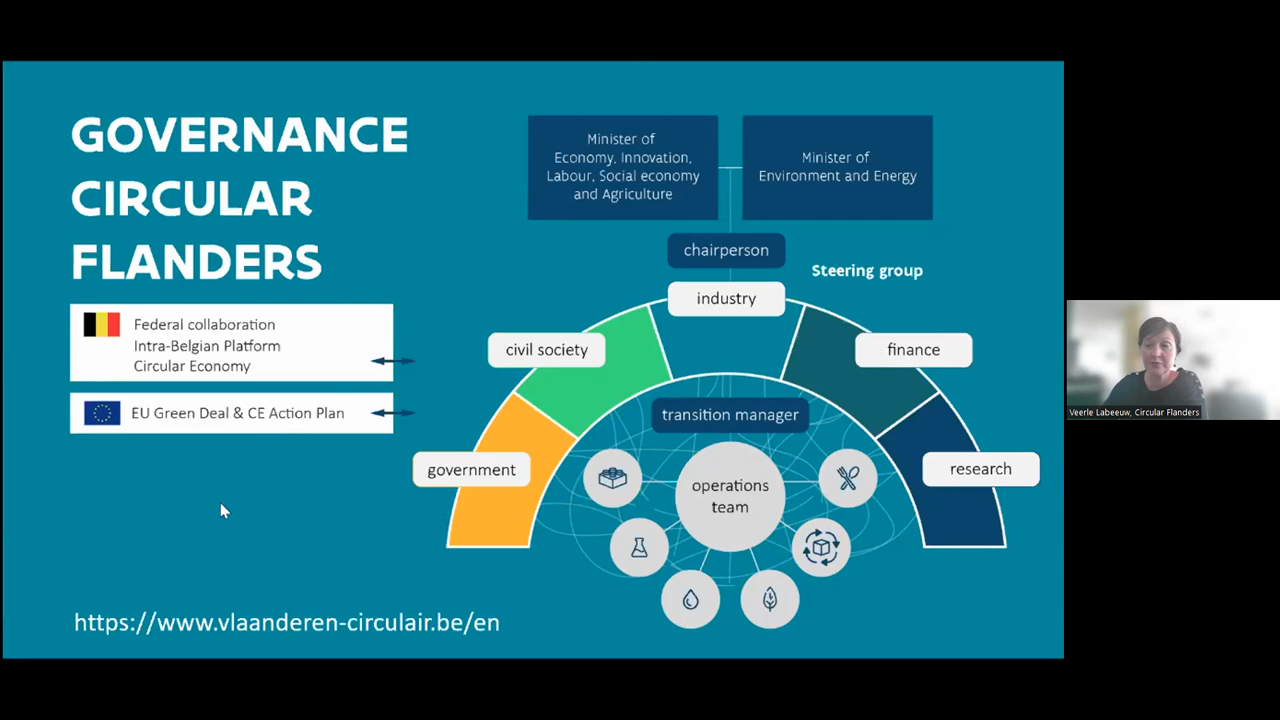 GOVERNANCE
CIRCULAR
FLANDERS
Federal collaboration
Intra-Belgian Platform
Circular Economy
EU Green Deal & CE Action Plan
https://www.vlaanderen-circulair.be/en
Minister of
Economy, Innovation,
Labour, Social economy
and Agriculture
Minister of
Environment and Energy
chairperson
Steering group
industry
civil society
finance
transition manager
government
research
operations
team
Veerle Labeeuw, Circular Flanders